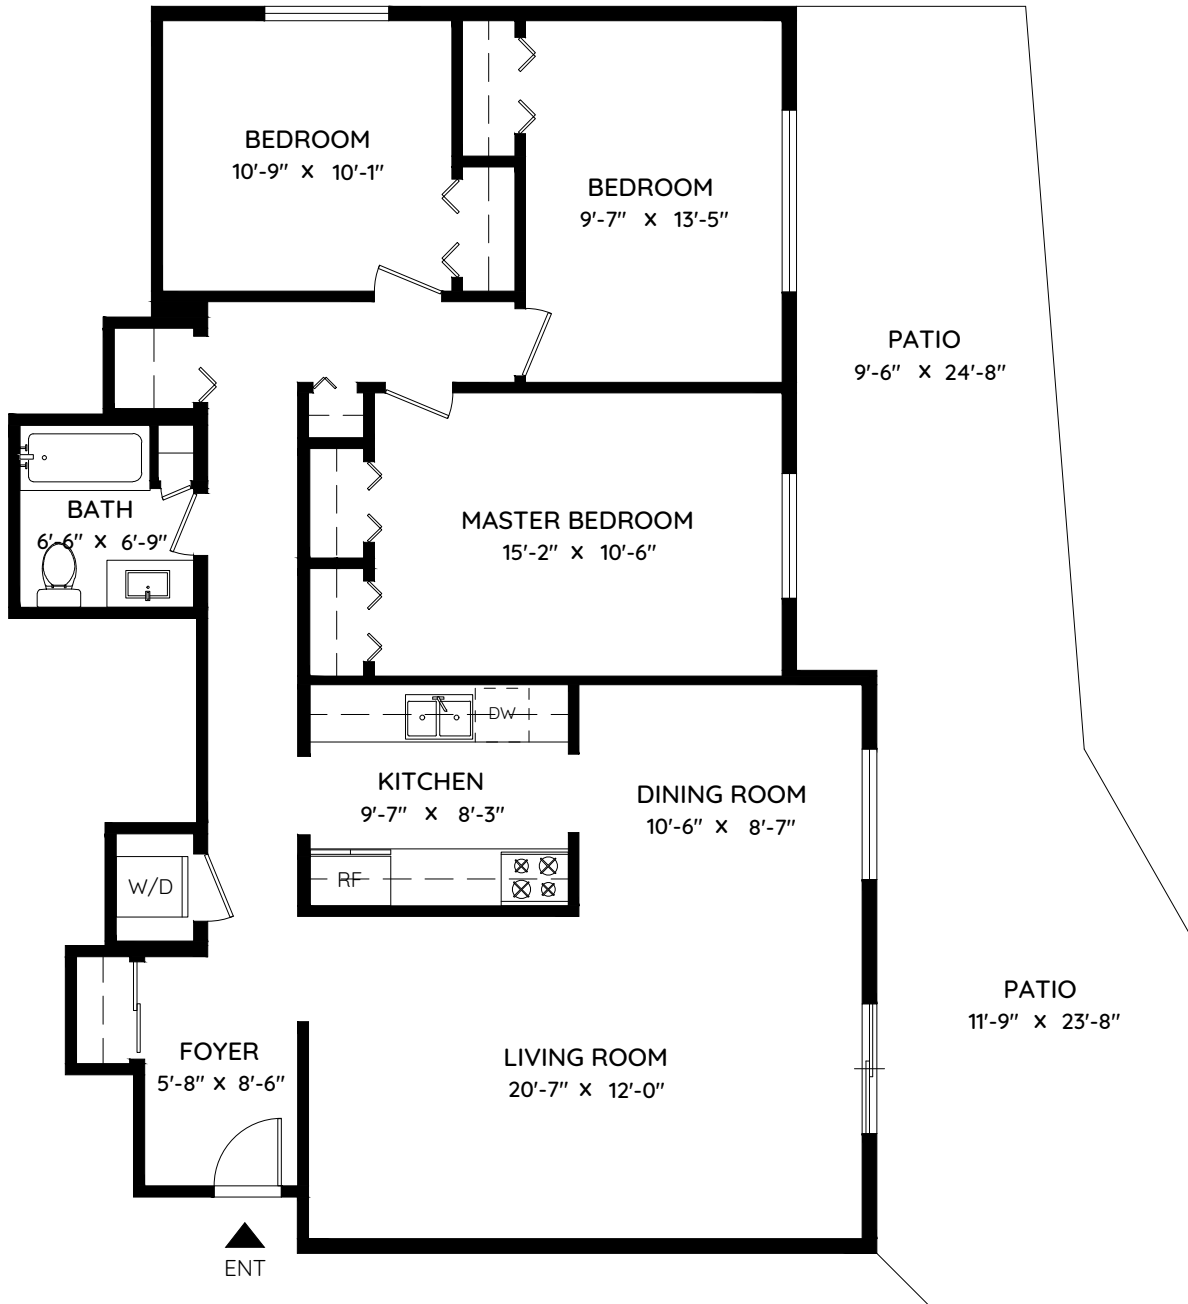 BEDROOM
10'-9" X 10'-1"
BEDROOM
9'-7" X 13'-5"
PATIO
9'-6" X 24'-8"
BATH
6'-6" X 6'-9"
MASTER BEDROOM
15'-2" X 10'-6"
DW
KITCHEN
9'-7" X 8'-3"
DINING ROOM
10'-6" X 8'-7"
RF
W/D
PATIO
11'-9" X 23'-8"
FOYER
5'-8" X 8'-6"
LIVING ROOM
20'-7" X 12'-0"
ENT